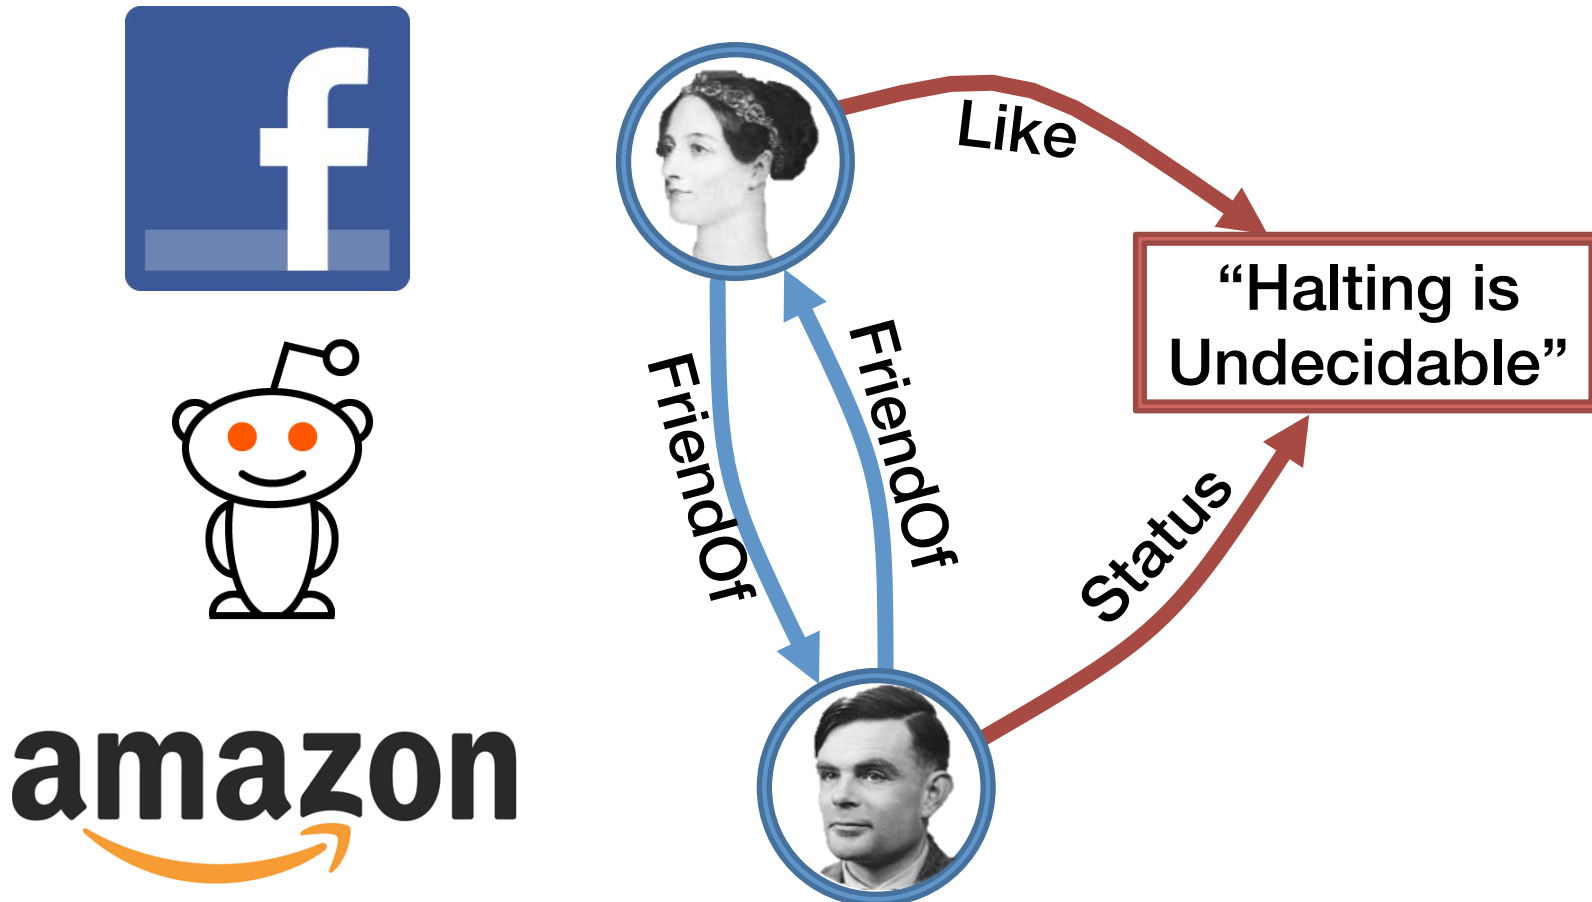 f
amazon
Like
“Halting is
Undecidable”
FriendOf
FriendOf
Status